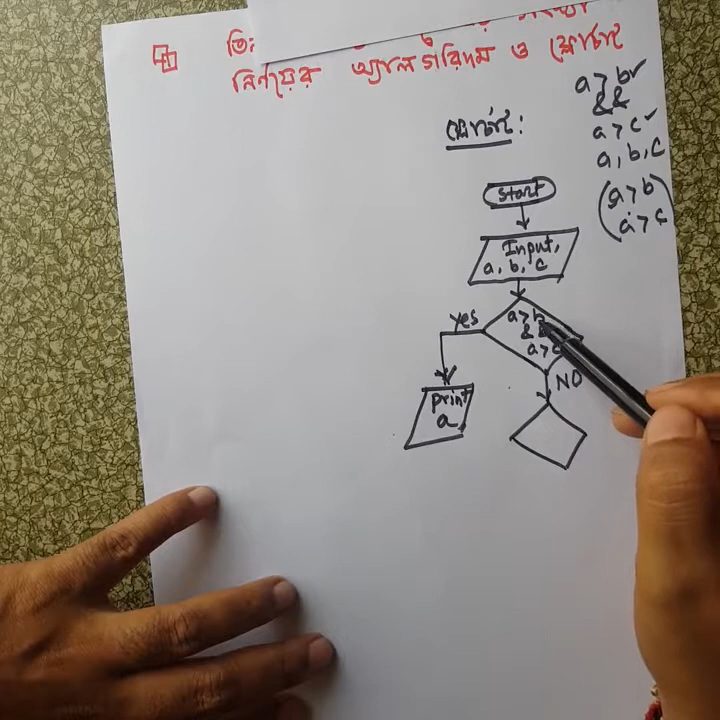 নির্ণয়ের অ্যালগরিদম ও ফ্লোচার্ট
ফ্লোচার্ট:
a > b
&&
a > c
a, b, c
(a > b
a > c)
Start
Input,
a, b, c
a > b
&&
a > c
yes
NO
print
a